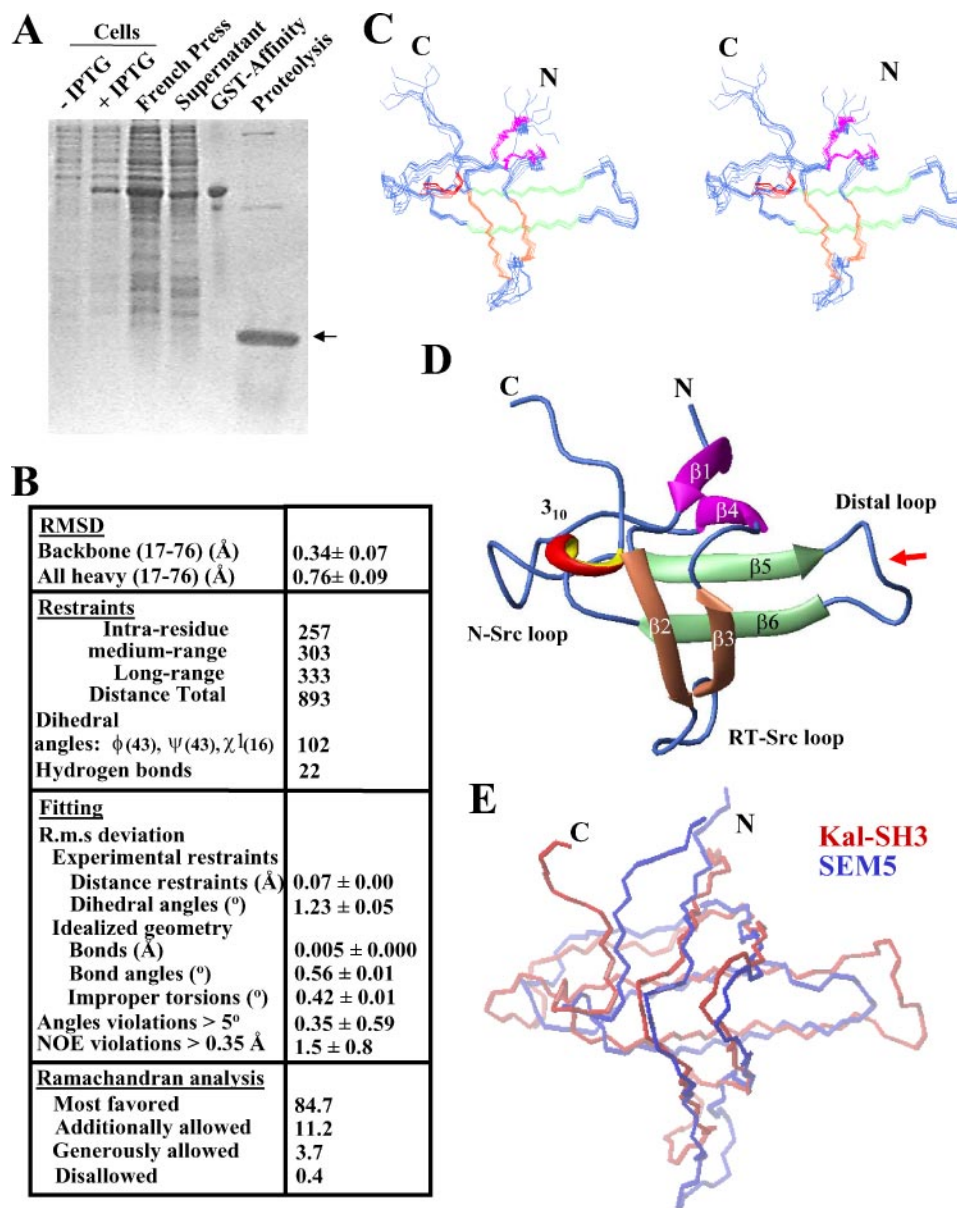 A
Cells
- IPTG
+ IPTG
French Press
Supernatant
GST-Affinity
Proteolysis
B
RMSD
Backbone (17-76) (Å) 0.34± 0.07
All heavy (17-76) (Å) 0.76± 0.09
Restraints
Intra-residue 257
medium-range 303
Long-range 333
Distance Total 893
Dihedral
angles: ϕ(43), Ψ(43), χ1(16) 102
Hydrogen bonds 22
Fitting
R.m.s deviation
Experimental restraints
Distance restraints (Å) 0.07 ± 0.00
Dihedral angles (º) 1.23 ± 0.05
Idealized geometry
Bonds (Å) 0.005 ± 0.000
Bond angles (º) 0.56 ± 0.01
Improper torsions (º) 0.42 ± 0.01
Angles violations > 5º 0.35 ± 0.59
NOE violations > 0.35 Å 1.5 ± 0.8
Ramachandran analysis
Most favored 84.7
Additionally allowed 11.2
Generously allowed 3.7
Disallowed 0.4
C
C
N
C
N
D
C
N
β1
β4
3₁₀
Distal loop
β5
N-Src loop
β2
β3
β6
RT-Src loop
E
C
N
Kal-SH3
SEM5